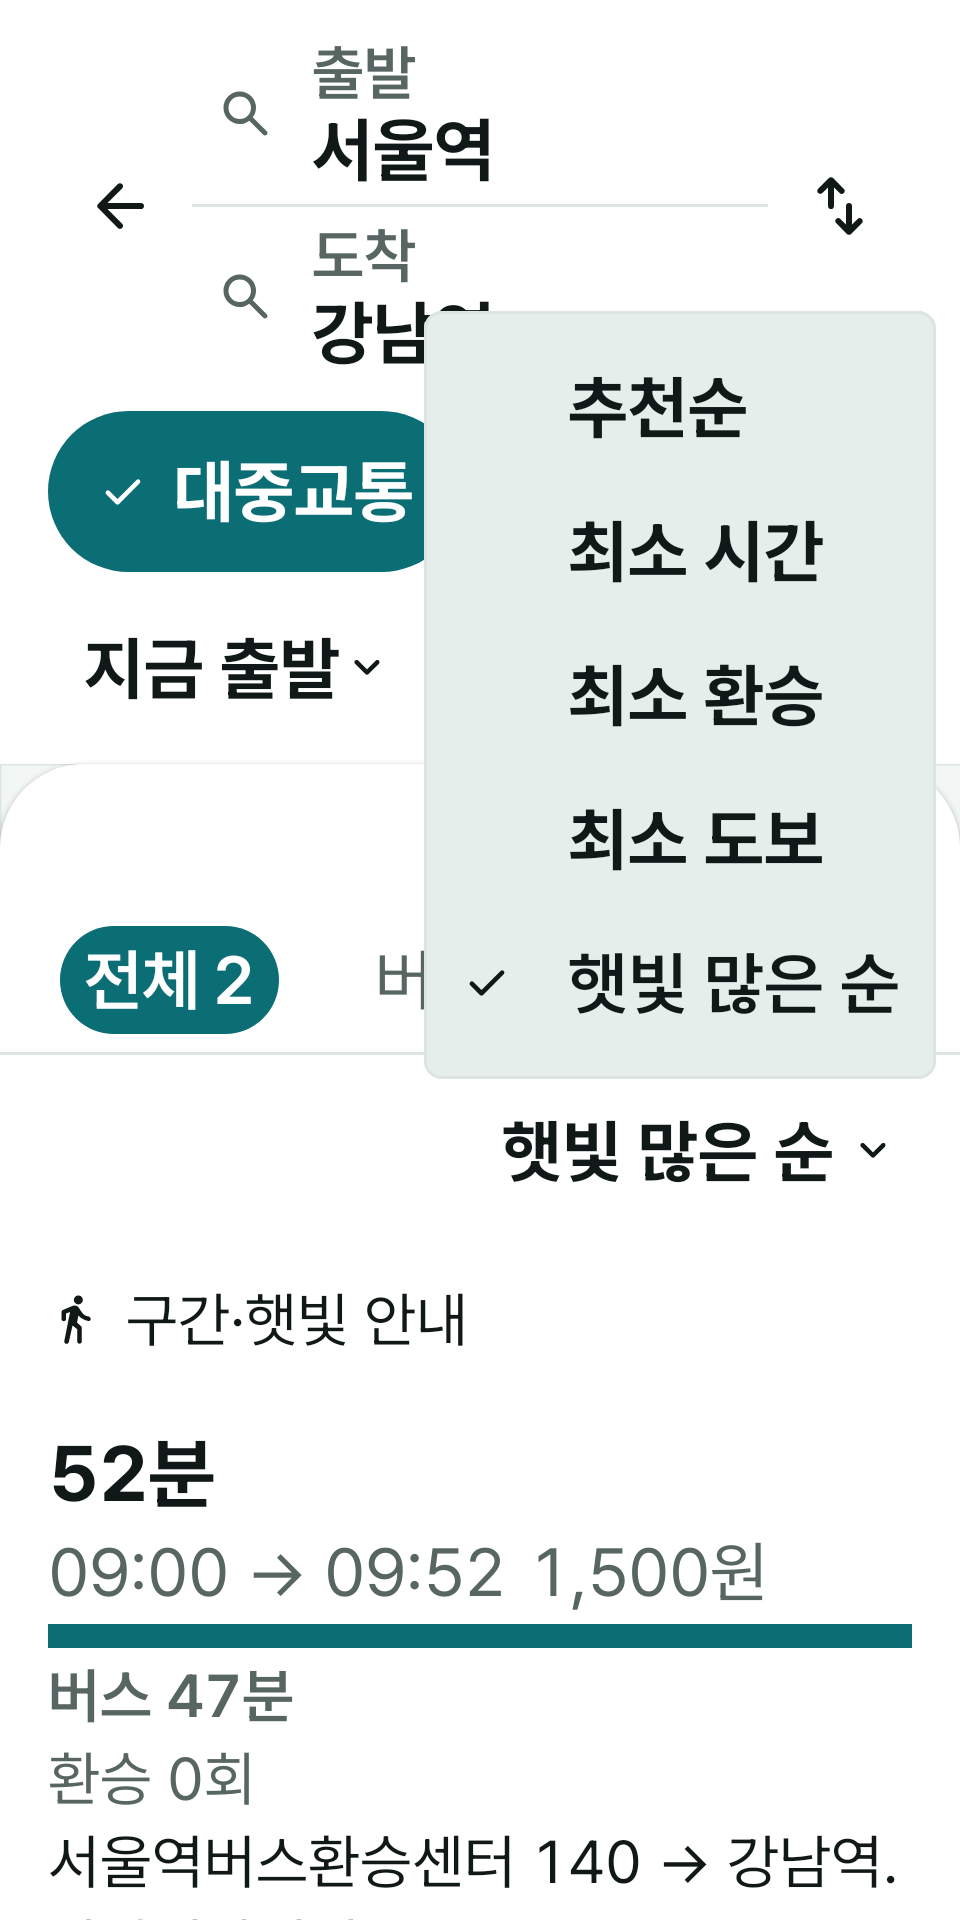 출발
서울역
도착
강남
대중교통
추천순
최소 시간
최소 환승
최소 도보
햇빛 많은 순
지금 출발
전체 2
햇빛 많은 순
구간·햇빛 안내
52분
09:00 → 09:52 1,500원
버스 47분
환승 0회
서울역버스환승센터 140 → 강남역.